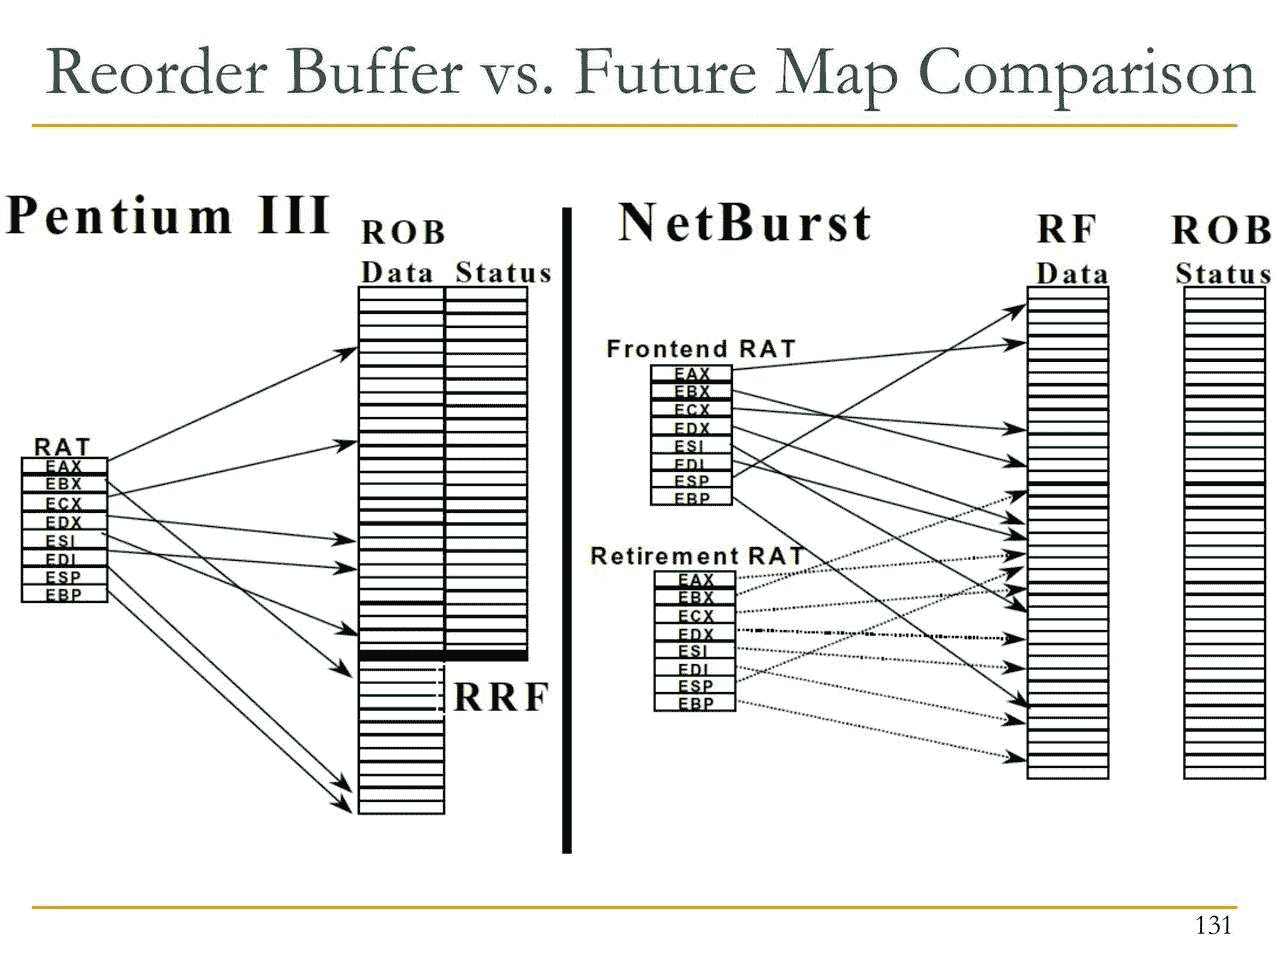 Reorder Buffer vs. Future Map Comparison
Pentium III
ROB
Data Status
RAT
EAX
EBX
ECX
EDX
ESI
EDI
ESP
EBP
RRF
NetBurst
RF
Data
ROB
Status
Frontend RAT
EAX
EBX
ECX
EDX
ESI
EDI
ESP
EBP
Retirement RAT
EAX
EBX
ECX
EDX
ESI
EDI
ESP
EBP
131